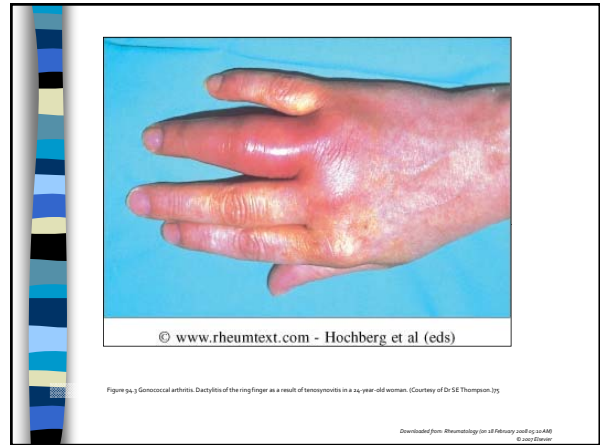 © www.rheumtext.com - Hochberg et al (eds)
Figure 94.3 Gonococcal arthritis. Dactylitis of the ring finger as a result of tenosynovitis in a 24-year-old woman. (Courtesy of Dr SE Thompson.)75
Downloaded from: Rheumatology (on 28 February 2008 05:20 AM)
© 2007 Elsevier